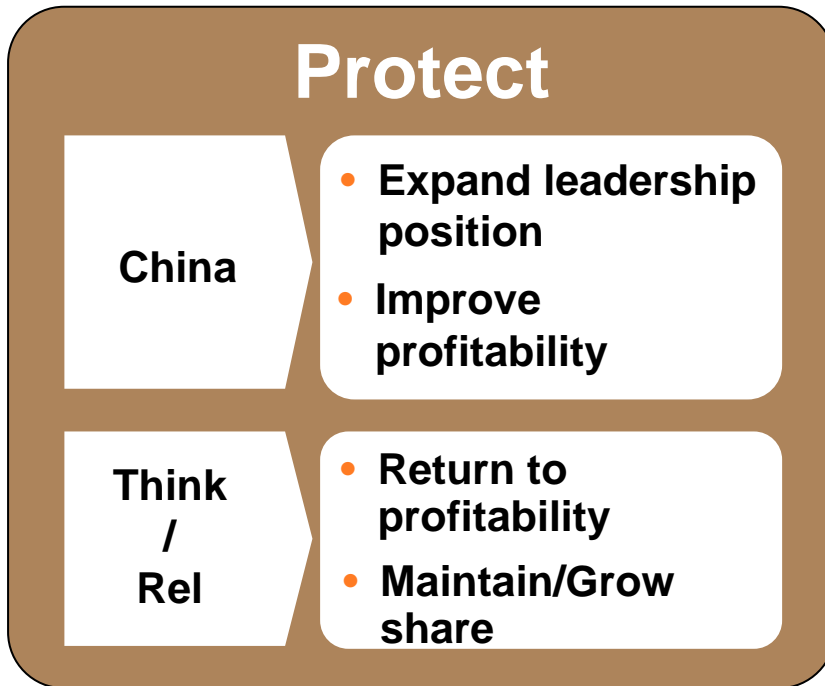 Protect
China
• Expand leadership
position
• Improve
profitability
Think
/
Rel
• Return to
profitability
• Maintain/Grow
share